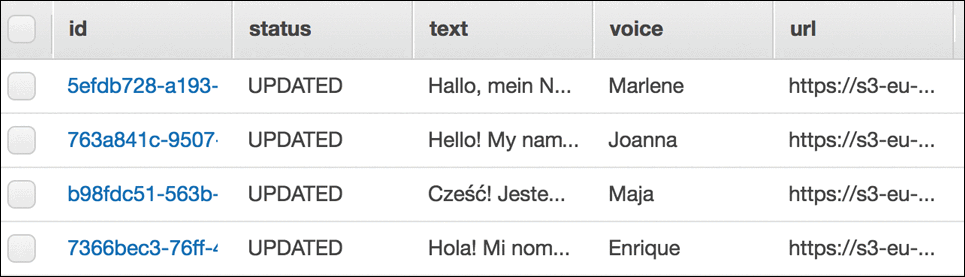 id status text voice url
5efdb728-a193- UPDATED Hallo, mein N... Marlene https://s3-eu-...
763a841c-9507- UPDATED Hello! My nam... Joanna https://s3-eu-...
b98fdc51-563b- UPDATED Cześć! Jeste... Maja https://s3-eu-...
7366bec3-76ff-4 UPDATED Hola! Mi nom... Enrique https://s3-eu-...